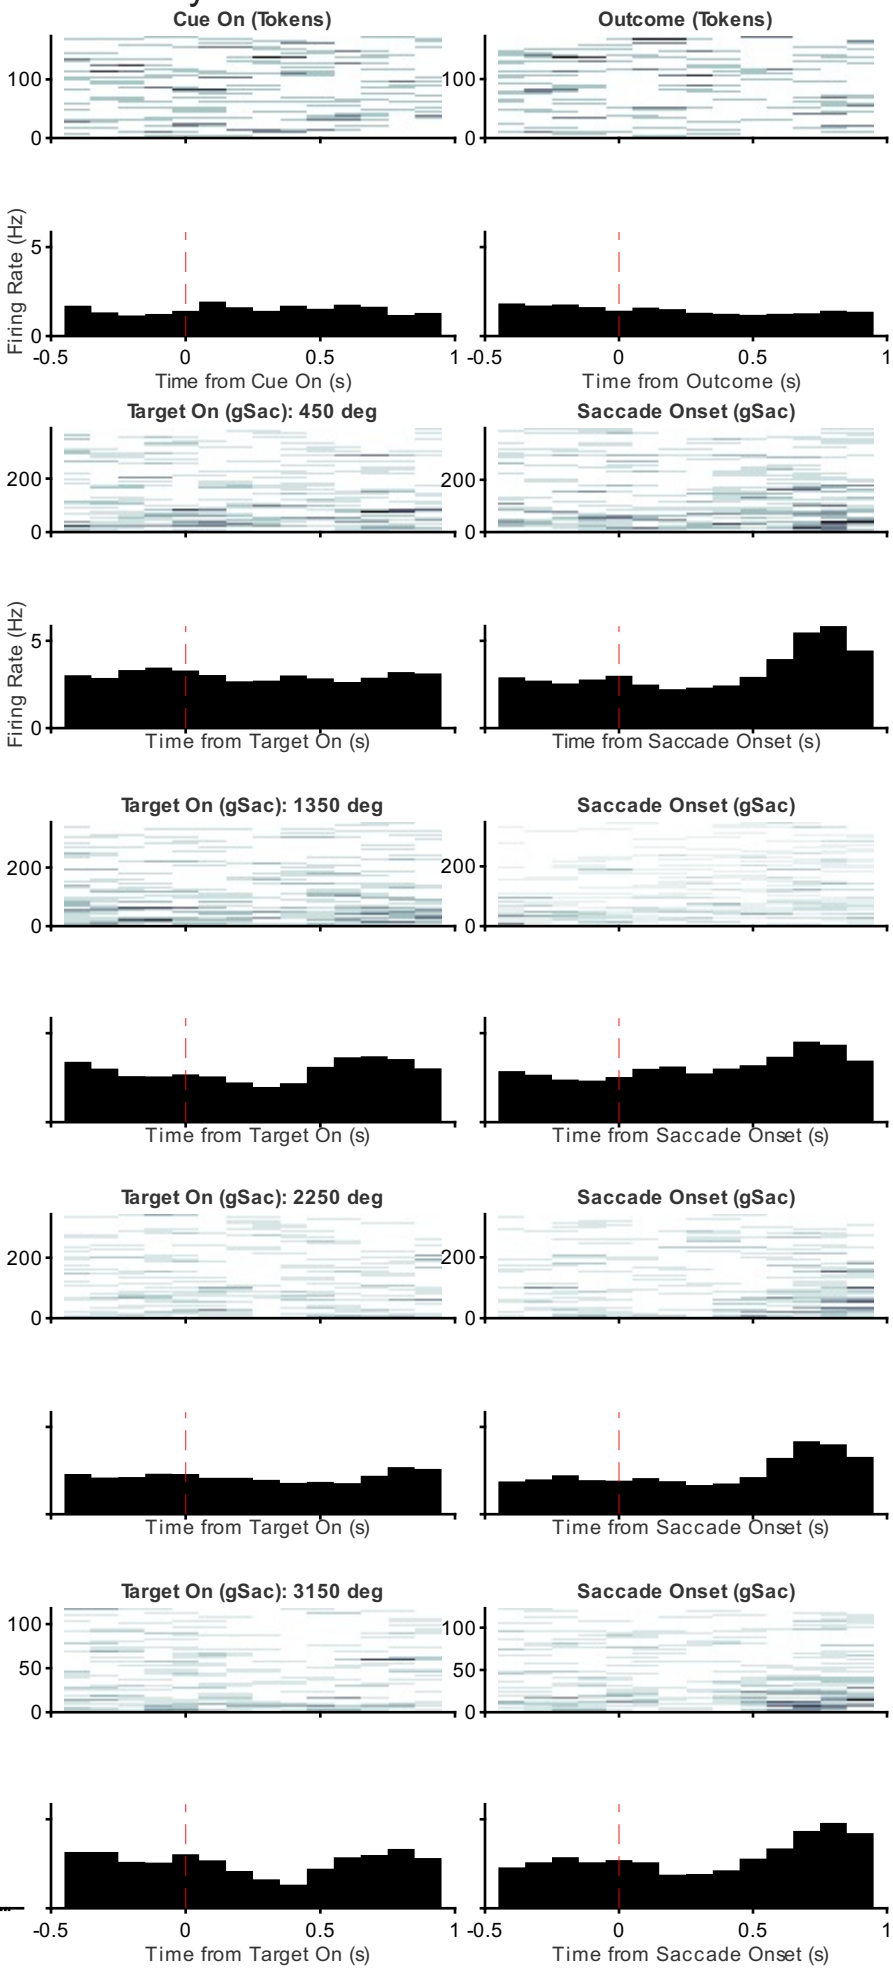 Cue On (Tokens)
Outcome (Tokens)
100
0
100
0
Firing Rate (Hz)
5
0
-0.5 0 0.5 1
-0.5 0 0.5 1
Time from Cue On (s)
Time from Outcome (s)
Target On (gSac): 450 deg
Saccade Onset (gSac)
200
0
200
0
Firing Rate (Hz)
5
0
Time from Target On (s)
Time from Saccade Onset (s)
Target On (gSac): 1350 deg
Saccade Onset (gSac)
200
0
200
0
Time from Target On (s)
Time from Saccade Onset (s)
Target On (gSac): 2250 deg
Saccade Onset (gSac)
200
0
200
0
Time from Target On (s)
Time from Saccade Onset (s)
Target On (gSac): 3150 deg
Saccade Onset (gSac)
100
50
0
100
50
0
-0.5 0 0.5 1
-0.5 0 0.5 1
Time from Target On (s)
Time from Saccade Onset (s)